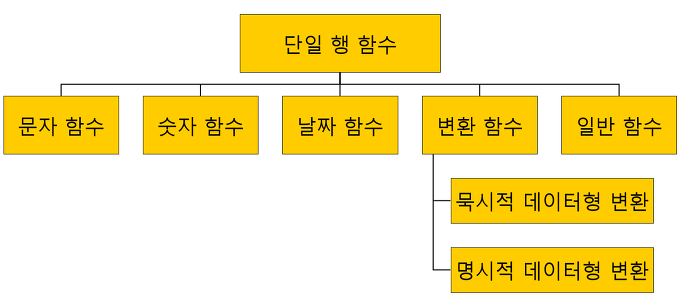 단일 행 함수
문자 함수
숫자 함수
날짜 함수
변환 함수
일반 함수
묵시적 데이터형 변환
명시적 데이터형 변환